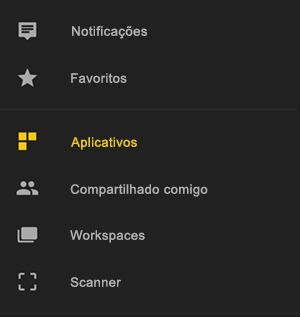 Notificações
Favoritos
Aplicativos
Compartilhado comigo
Workspaces
Scanner